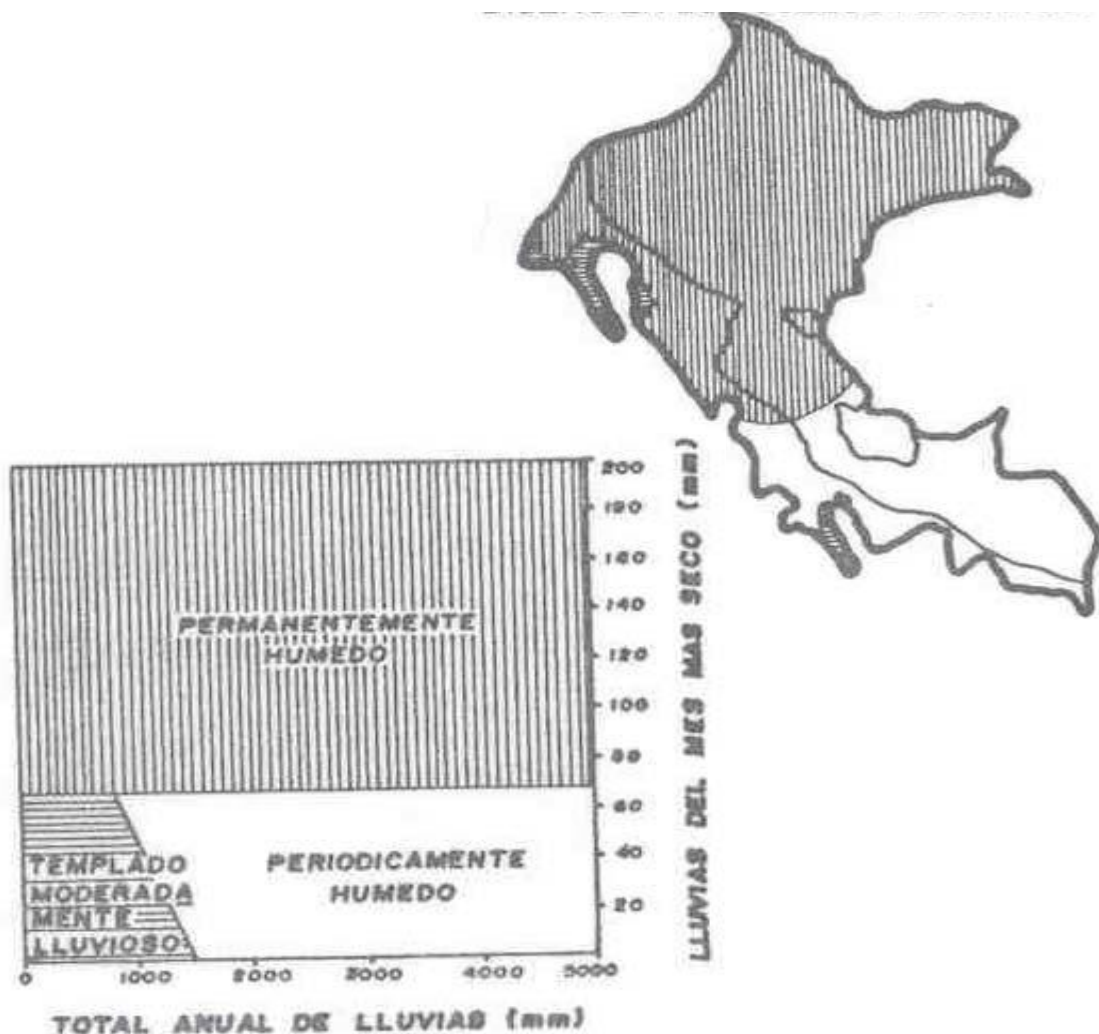 PERMANENTEMENTE
HUMEDO
TEMPLADO
MODERADA
MENTE
LLUVIOSO
PERIODICAMENTE
HUMEDO
200
190
160
140
120
100
80
60
40
20
LLUVIAS DEL MES MAS SECO (mm)
0 1000 2000 3000 4000 5000
TOTAL ANUAL DE LLUVIAS (mm)